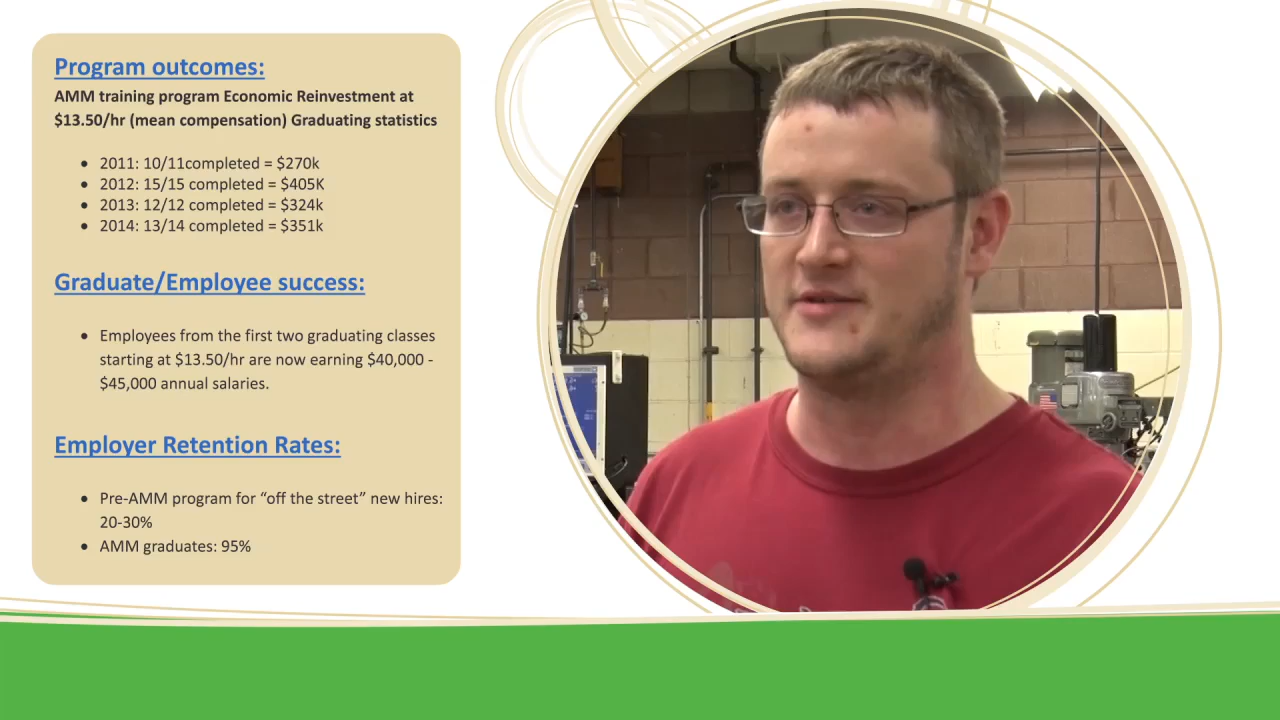 Program outcomes:
AMM training program Economic Reinvestment at
$13.50/hr (mean compensation) Graduating statistics
• 2011: 10/11completed = $270k
• 2012: 15/15 completed = $405K
• 2013: 12/12 completed = $324k
• 2014: 13/14 completed = $351k
Graduate/Employee success:
• Employees from the first two graduating classes
starting at $13.50/hr are now earning $40,000 -
$45,000 annual salaries.
Employer Retention Rates:
• Pre-AMM program for “off the street” new hires:
20-30%
• AMM graduates: 95%